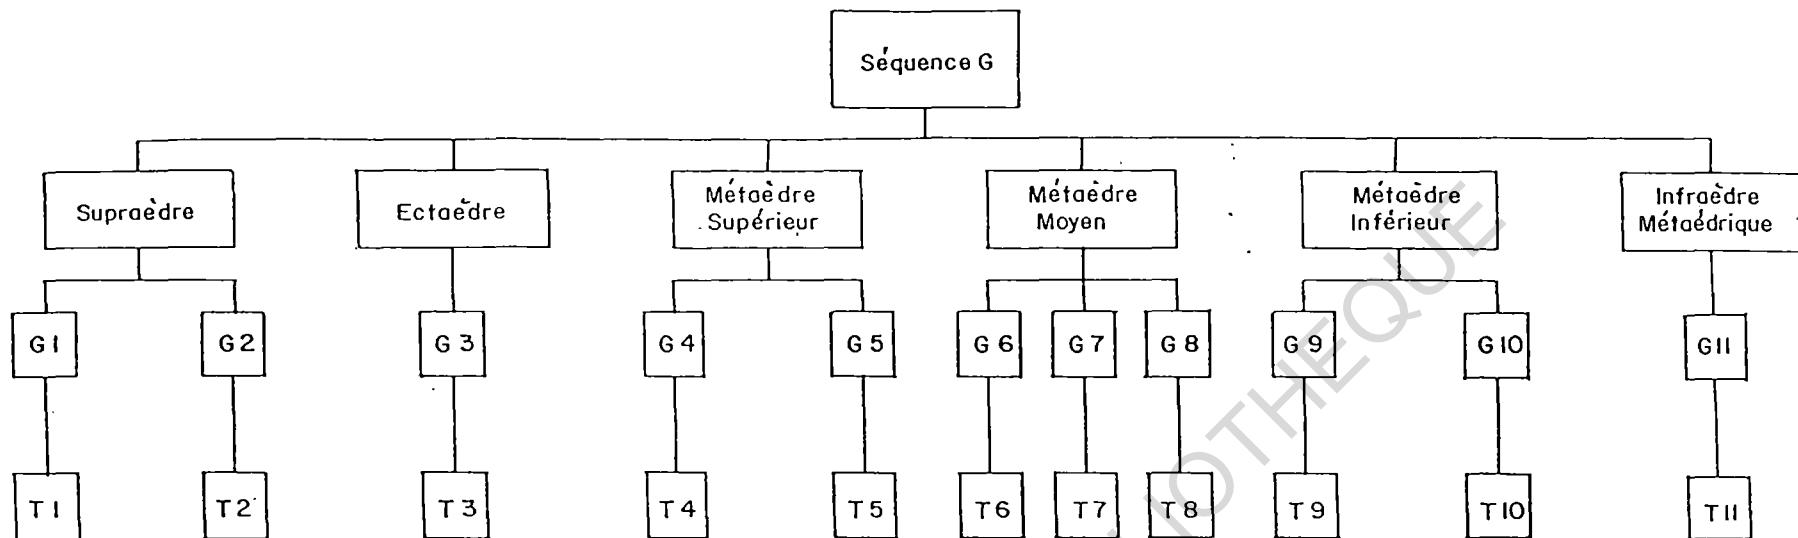 Séquence G
Supraèdre
Ectaèdre
Métaèdre
Supérieur
Métaèdre
Moyen
Métaèdre
Inférieur
Infraèdre
Métaédrique
G1
G2
G3
G4
G5
G6
G7
G8
G9
G10
G11
T1
T2
T3
T4
T5
T6
T7
T8
T9
T10
T11
IOTHEQUE